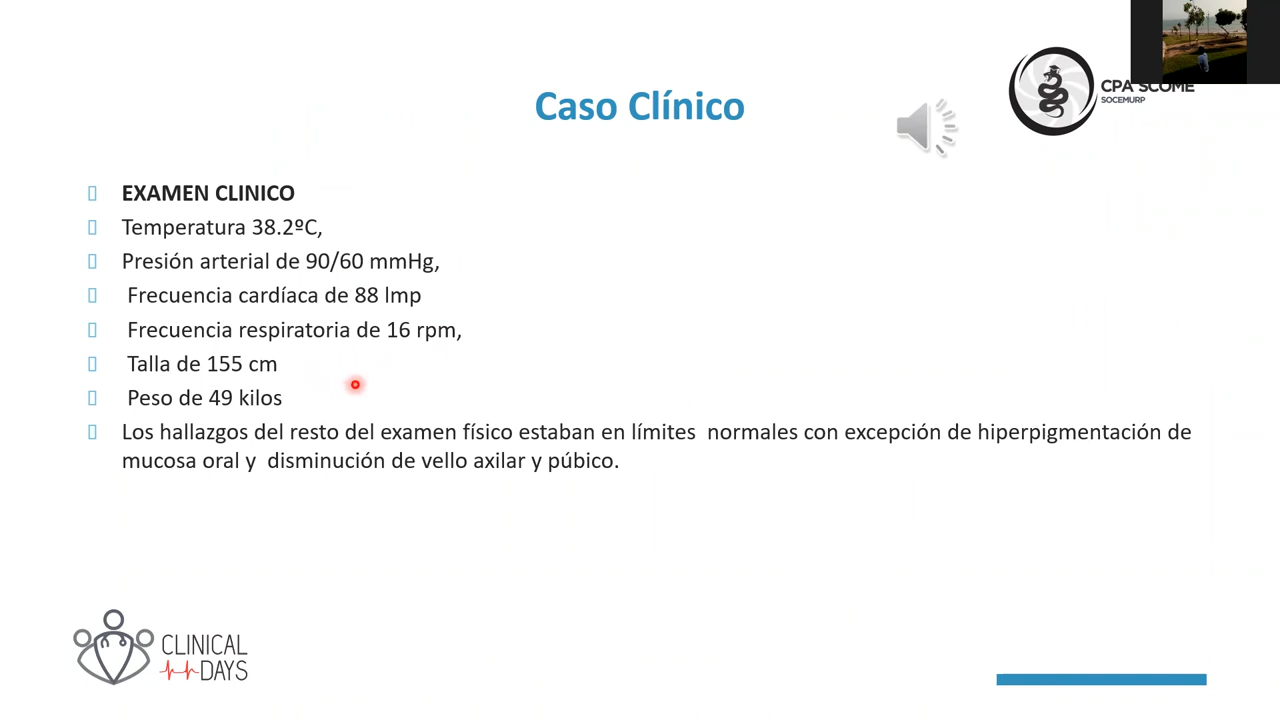 CPA SCOME
SOCEMURP
Caso Clínico
EXAMEN CLINICO
Temperatura 38.2ºC,
Presión arterial de 90/60 mmHg,
Frecuencia cardíaca de 88 lmp
Frecuencia respiratoria de 16 rpm,
Talla de 155 cm
Peso de 49 kilos
Los hallazgos del resto del examen físico estaban en límites normales con excepción de hiperpigmentación de
mucosa oral y disminución de vello axilar y púbico.
CLINICAL
DAYS